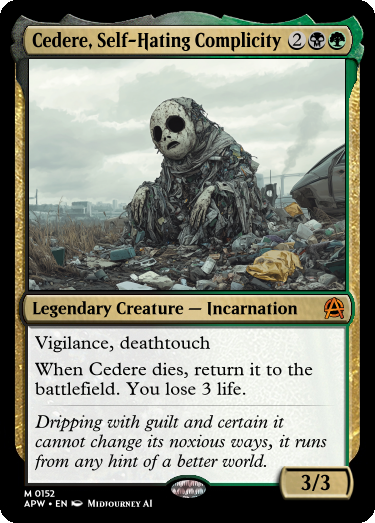 Cedere, Self-Hating Complicity 2
Legendary Creature — Incarnation
Vigilance, deathtouch
When Cedere dies, return it to the
battlefield. You lose 3 life.
Dripping with guilt and certain it
cannot change its noxious ways, it runs
from any hint of a better world.
3/3
M 0152
APW • EN Midjourney AI